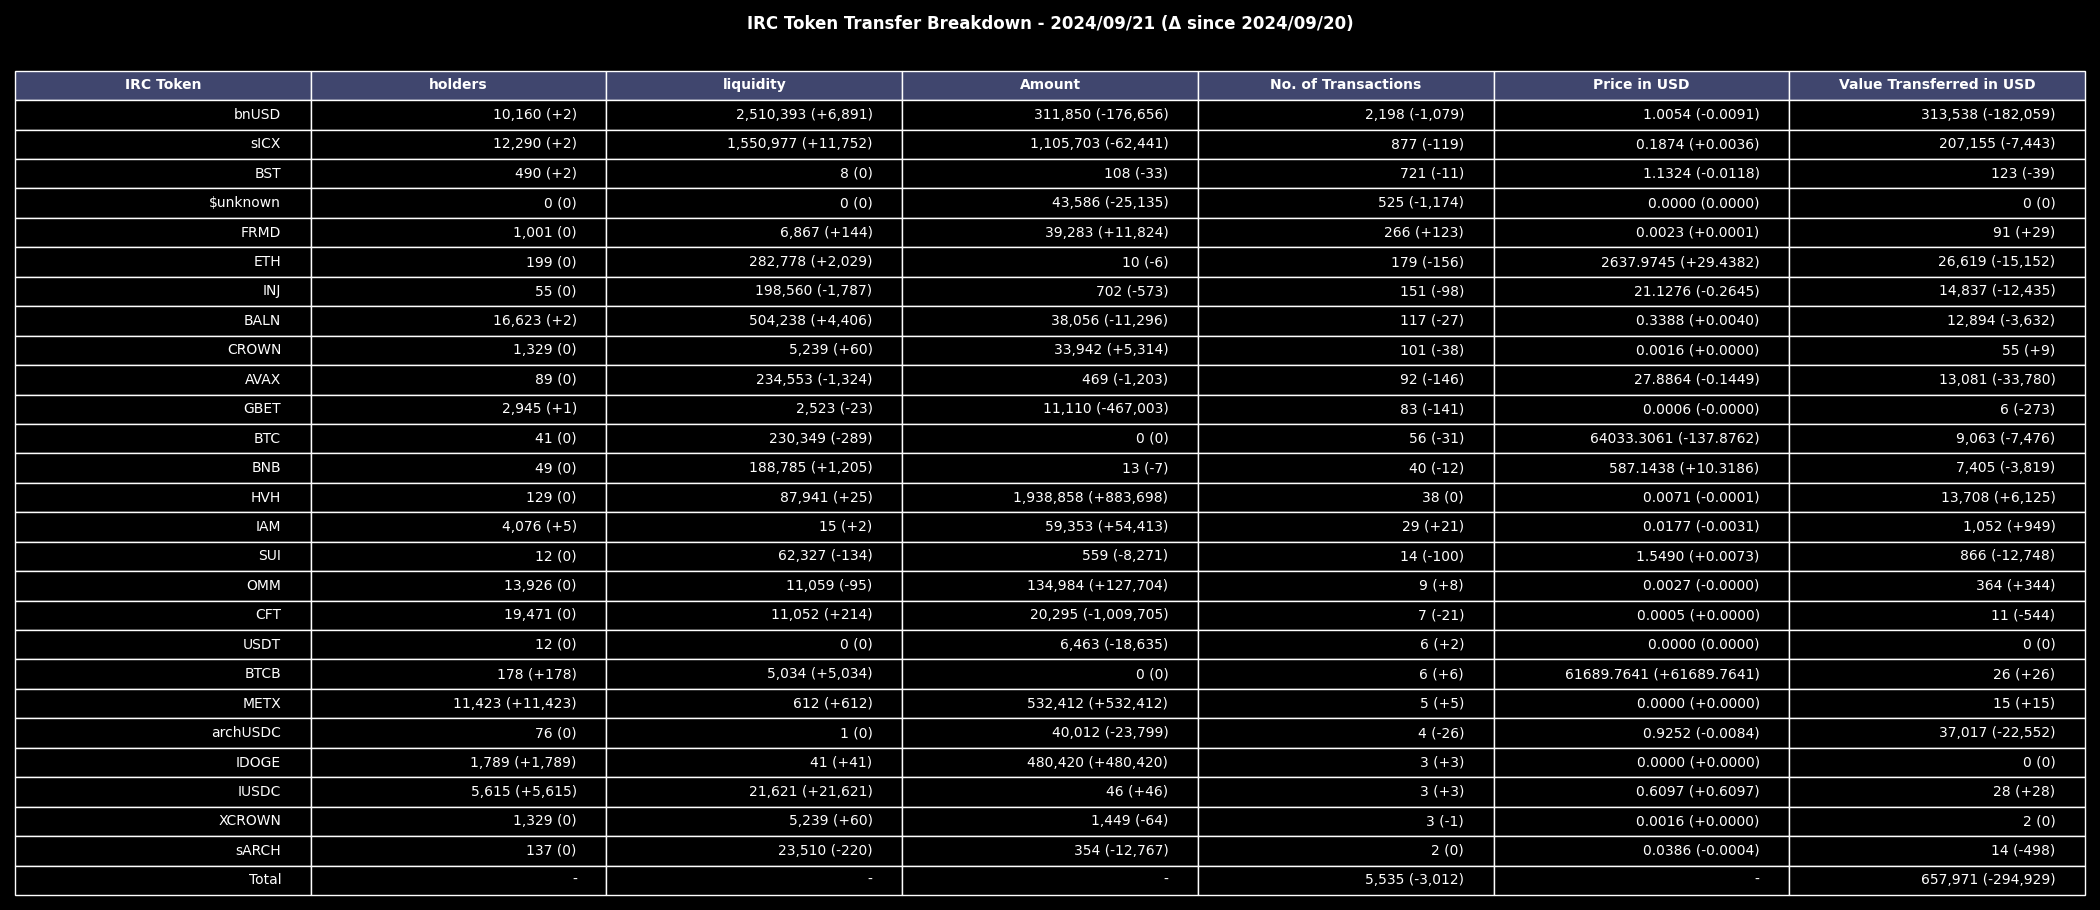 IRC Token Transfer Breakdown - 2024/09/21 (Δ since 2024/09/20)
IRC Token holders liquidity Amount No. of Transactions Price in USD Value Transferred in USD
bnUSD 10,160 (+2) 2,510,393 (+6,891) 311,850 (-176,656) 2,198 (-1,079) 1.0054 (-0.0091) 313,538 (-182,059)
sICX 12,290 (+2) 1,550,977 (+11,752) 1,105,703 (-62,441) 877 (-119) 0.1874 (+0.0036) 207,155 (-7,443)
BST 490 (+2) 8 (0) 108 (-33) 721 (-11) 1.1324 (-0.0118) 123 (-39)
$unknown 0 (0) 0 (0) 43,586 (-25,135) 525 (-1,174) 0.0000 (0.0000) 0 (0)
FRMD 1,001 (0) 6,867 (+144) 39,283 (+11,824) 266 (+123) 0.0023 (+0.0001) 91 (+29)
ETH 199 (0) 282,778 (+2,029) 10 (-6) 179 (-156) 2637.9745 (+29.4382) 26,619 (-15,152)
INJ 55 (0) 198,560 (-1,787) 702 (-573) 151 (-98) 21.1276 (-0.2645) 14,837 (-12,435)
BALN 16,623 (+2) 504,238 (+4,406) 38,056 (-11,296) 117 (-27) 0.3388 (+0.0040) 12,894 (-3,632)
CROWN 1,329 (0) 5,239 (+60) 33,942 (+5,314) 101 (-38) 0.0016 (+0.0000) 55 (+9)
AVAX 89 (0) 234,553 (-1,324) 469 (-1,203) 92 (-146) 27.8864 (-0.1449) 13,081 (-33,780)
GBET 2,945 (+1) 2,523 (-23) 11,110 (-467,003) 83 (-141) 0.0006 (-0.0000) 6 (-273)
BTC 41 (0) 230,349 (-289) 0 (0) 56 (-31) 64033.3061 (-137.8762) 9,063 (-7,476)
BNB 49 (0) 188,785 (+1,205) 13 (-7) 40 (-12) 587.1438 (+10.3186) 7,405 (-3,819)
HVH 129 (0) 87,941 (+25) 1,938,858 (+883,698) 38 (0) 0.0071 (-0.0001) 13,708 (+6,125)
IAM 4,076 (+5) 15 (+2) 59,353 (+54,413) 29 (+21) 0.0177 (-0.0031) 1,052 (+949)
SUI 12 (0) 62,327 (-134) 559 (-8,271) 14 (-100) 1.5490 (+0.0073) 866 (-12,748)
OMM 13,926 (0) 11,059 (-95) 134,984 (+127,704) 9 (+8) 0.0027 (-0.0000) 364 (+344)
CFT 19,471 (0) 11,052 (+214) 20,295 (-1,009,705) 7 (-21) 0.0005 (+0.0000) 11 (-544)
USDT 12 (0) 0 (0) 6,463 (-18,635) 6 (+2) 0.0000 (0.0000) 0 (0)
BTCB 178 (+178) 5,034 (+5,034) 0 (0) 6 (+6) 61689.7641 (+61689.7641) 26 (+26)
METX 11,423 (+11,423) 612 (+612) 532,412 (+532,412) 5 (+5) 0.0000 (+0.0000) 15 (+15)
archUSDC 76 (0) 1 (0) 40,012 (-23,799) 4 (-26) 0.9252 (-0.0084) 37,017 (-22,552)
IDOGE 1,789 (+1,789) 41 (+41) 480,420 (+480,420) 3 (+3) 0.0000 (+0.0000) 0 (0)
IUSDC 5,615 (+5,615) 21,621 (+21,621) 46 (+46) 3 (+3) 0.6097 (+0.6097) 28 (+28)
XCROWN 1,329 (0) 5,239 (+60) 1,449 (-64) 3 (-1) 0.0016 (+0.0000) 2 (0)
sARCH 137 (0) 23,510 (-220) 354 (-12,767) 2 (0) 0.0386 (-0.0004) 14 (-498)
Total - - - 5,535 (-3,012) - 657,971 (-294,929)